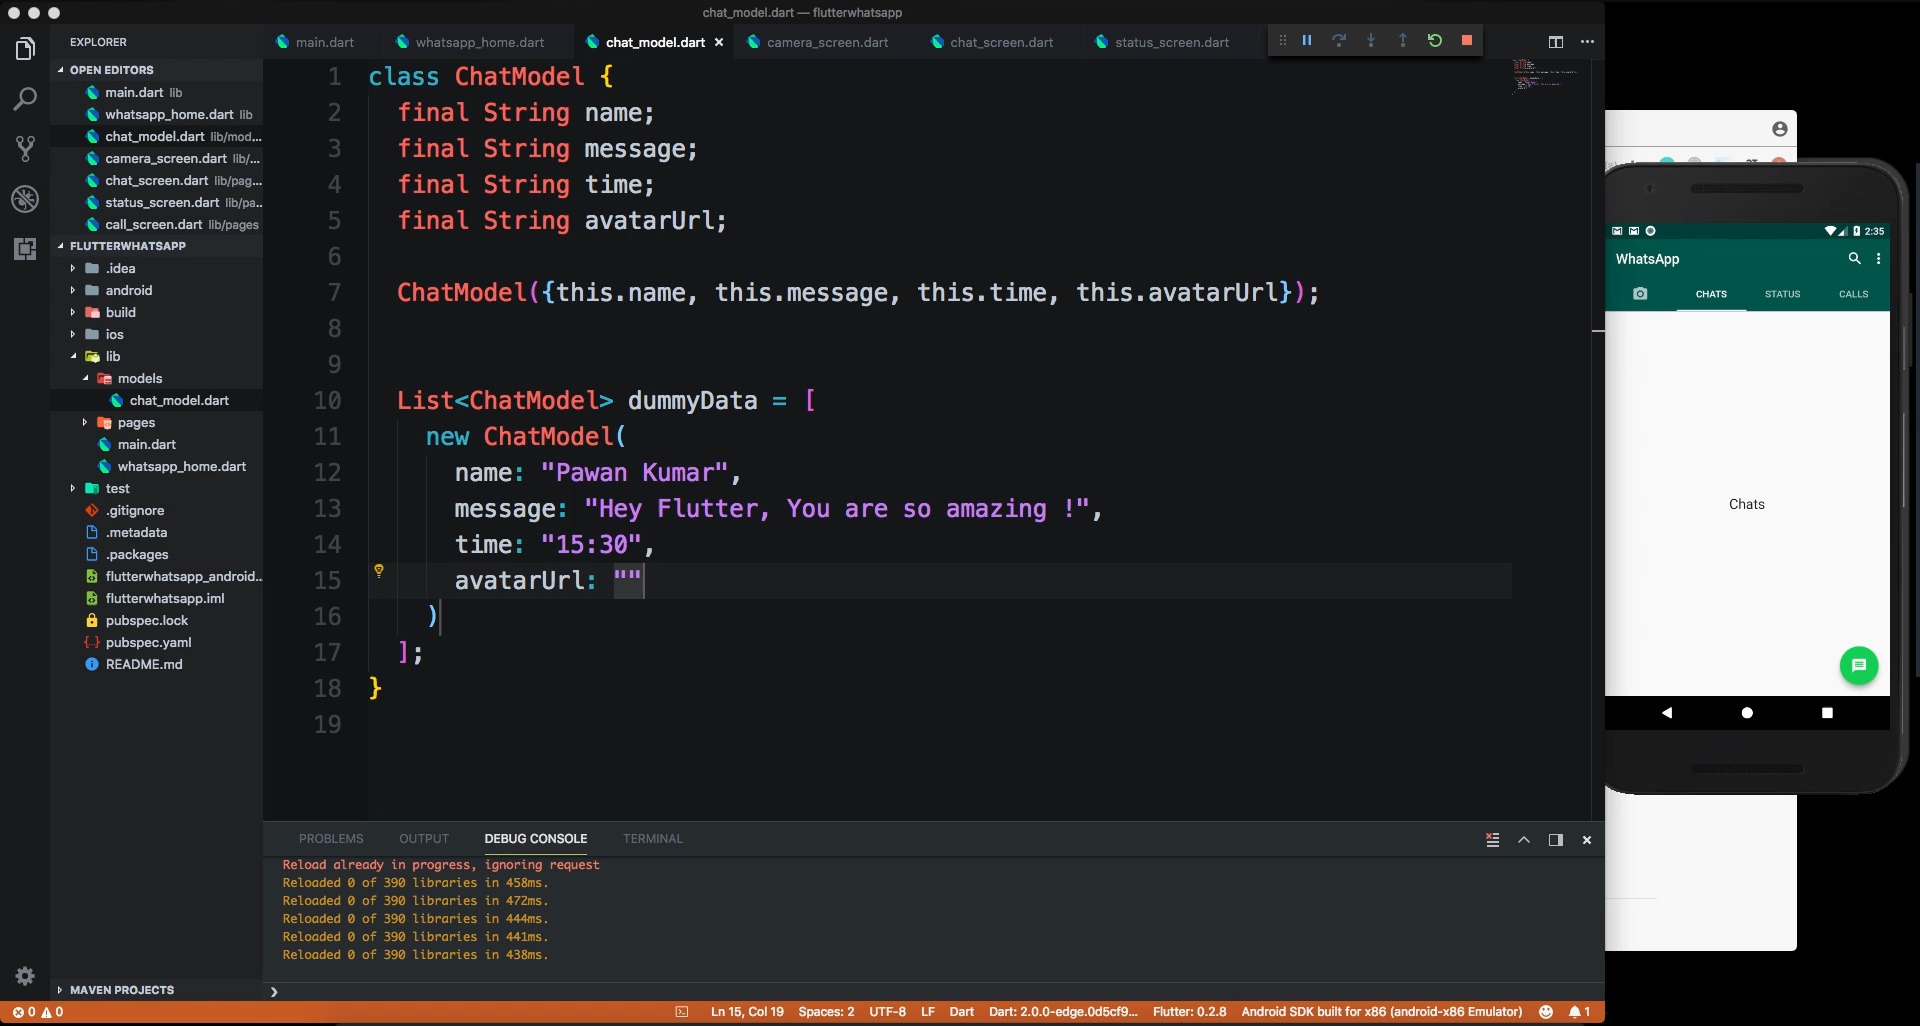 chat_model.dart — flutterwhatsapp
EXPLORER
main.dart
whatsapp_home.dart
chat_model.dart
camera_screen.dart
chat_screen.dart
status_screen.dart
OPEN EDITORS
main.dart lib
whatsapp_home.dart lib
chat_model.dart lib/mod...
camera_screen.dart lib/...
chat_screen.dart lib/pag...
status_screen.dart lib/pa...
call_screen.dart lib/pages
FLUTTERWHATSAPP
.idea
android
build
ios
lib
models
chat_model.dart
pages
main.dart
whatsapp_home.dart
test
.gitignore
.metadata
.packages
flutterwhatsapp_android...
flutterwhatsapp.iml
pubspec.lock
pubspec.yaml
README.md
MAVEN PROJECTS
1 class ChatModel {
2 final String name;
3 final String message;
4 final String time;
5 final String avatarUrl;
6
7 ChatModel({this.name, this.message, this.time, this.avatarUrl});
8
9
10 List<ChatModel> dummyData = [
11 new ChatModel(
12 name: "Pawan Kumar",
13 message: "Hey Flutter, You are so amazing !",
14 time: "15:30",
15 avatarUrl: ""
16 )
17 ];
18 }
19
PROBLEMS
OUTPUT
DEBUG CONSOLE
TERMINAL
Reload already in progress, ignoring request
Reloaded 0 of 390 libraries in 458ms.
Reloaded 0 of 390 libraries in 472ms.
Reloaded 0 of 390 libraries in 444ms.
Reloaded 0 of 390 libraries in 441ms.
Reloaded 0 of 390 libraries in 438ms.
0 0
Ln 15, Col 19
Spaces: 2
UTF-8
LF
Dart
Dart: 2.0.0-edge.0d5cf9...
Flutter: 0.2.8
Android SDK built for x86 (android-x86 Emulator)
1
2:35
WhatsApp
CHATS
STATUS
CALLS
Chats